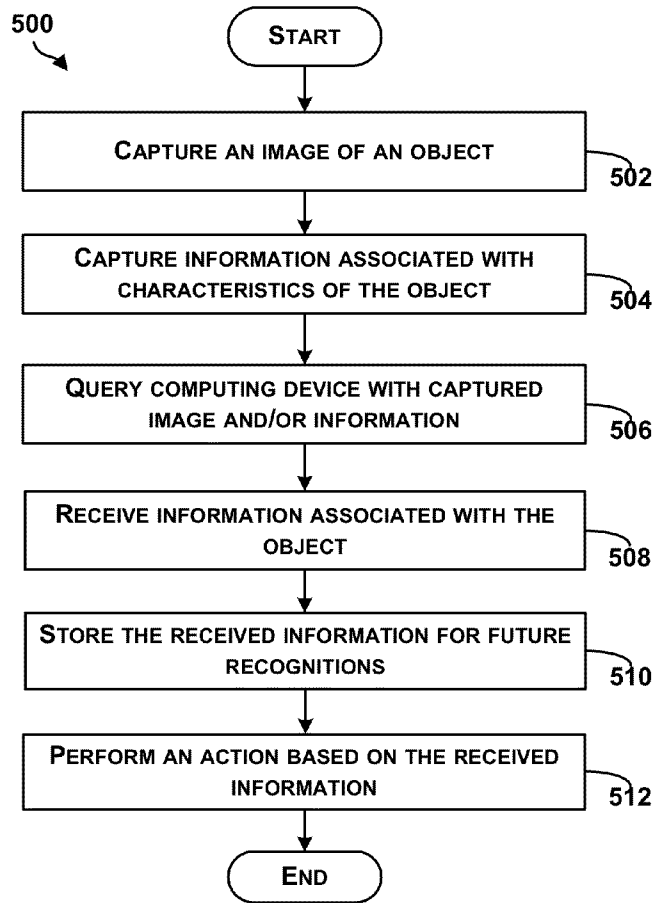 500
START
CAPTURE AN IMAGE OF AN OBJECT
502
CAPTURE INFORMATION ASSOCIATED WITH
CHARACTERISTICS OF THE OBJECT
504
QUERY COMPUTING DEVICE WITH CAPTURED
IMAGE AND/OR INFORMATION
506
RECEIVE INFORMATION ASSOCIATED WITH THE
OBJECT
508
STORE THE RECEIVED INFORMATION FOR FUTURE
RECOGNITIONS
510
PERFORM AN ACTION BASED ON THE RECEIVED
INFORMATION
512
END